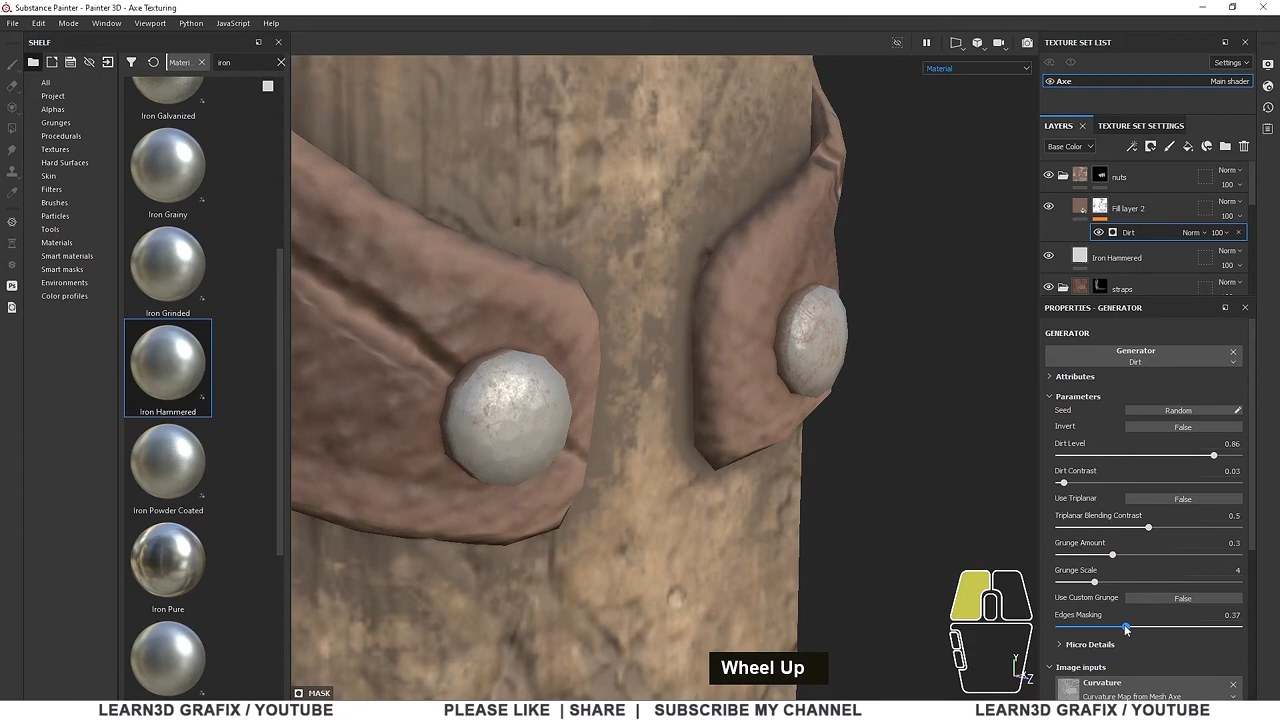 Substance Painter - Painter 3D - Axe Texturing
File Edit Mode Window Viewport Python JavaScript Help
SHELF
Materi...
iron
All
Project
Alphas
Grunges
Procedurals
Textures
Hard Surfaces
Skin
Filters
Brushes
Particles
Tools
Materials
Smart materials
Smart masks
Environments
Color profiles
Iron Galvanized
Iron Grainy
Iron Grinded
Iron Hammered
Iron Powder Coated
Iron Pure
Material
Y
Z
Wheel Up
MASK
TEXTURE SET LIST
Settings
Axe Main shader
LAYERS TEXTURE SET SETTINGS
Base Color
nuts Norm 100
Fill layer 2 Norm 100
Dirt Norm 100
Iron Hammered Norm 100
straps Norm
PROPERTIES - GENERATOR
GENERATOR
Generator
Dirt
Attributes
Parameters
Seed Random
Invert False
Dirt Level 0.86
Dirt Contrast 0.03
Use Triplanar False
Triplanar Blending Contrast 0.5
Grunge Amount 0.3
Grunge Scale 4
Use Custom Grunge False
Edges Masking 0.37
Micro Details
Image inputs
Curvature
Curvature Map from Mesh Axe
LEARN3D GRAFIX / YOUTUBE PLEASE LIKE | SHARE | SUBSCRIBE MY CHANNEL LEARN3D GRAFIX / YOUTUBE